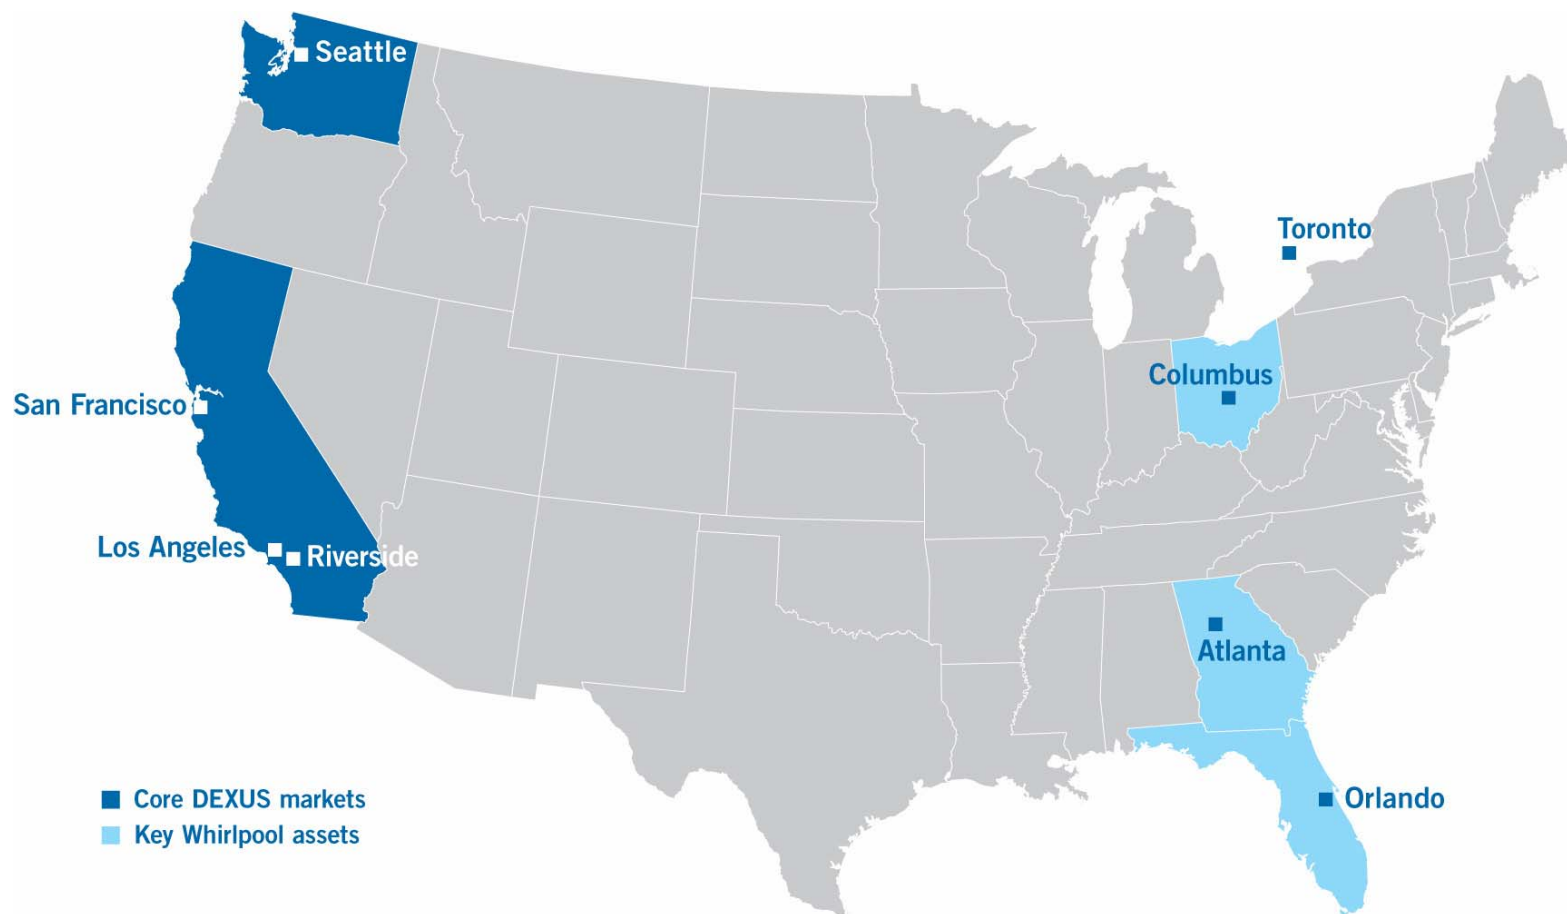 Seattle
Toronto
Columbus
San Francisco
Los Angeles
Riverside
Atlanta
Orlando
Core DEXUS markets
Key Whirlpool assets